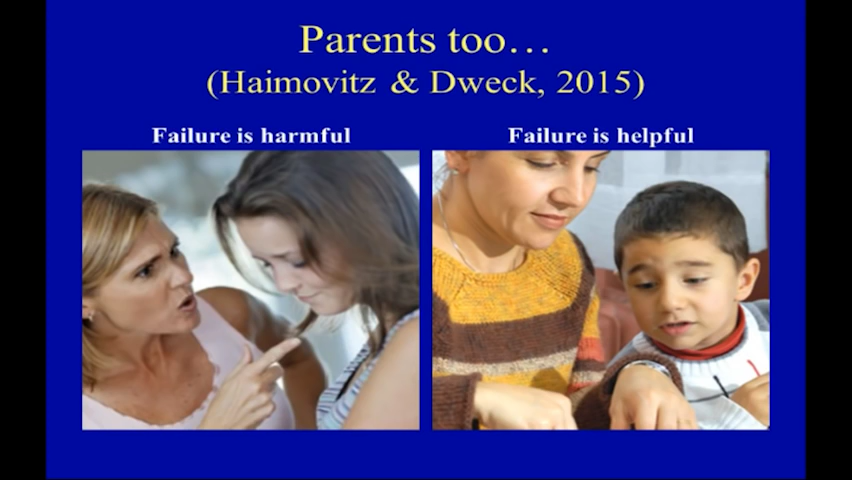 Parents too…
(Haimovitz & Dweck, 2015)
Failure is harmful
Failure is helpful